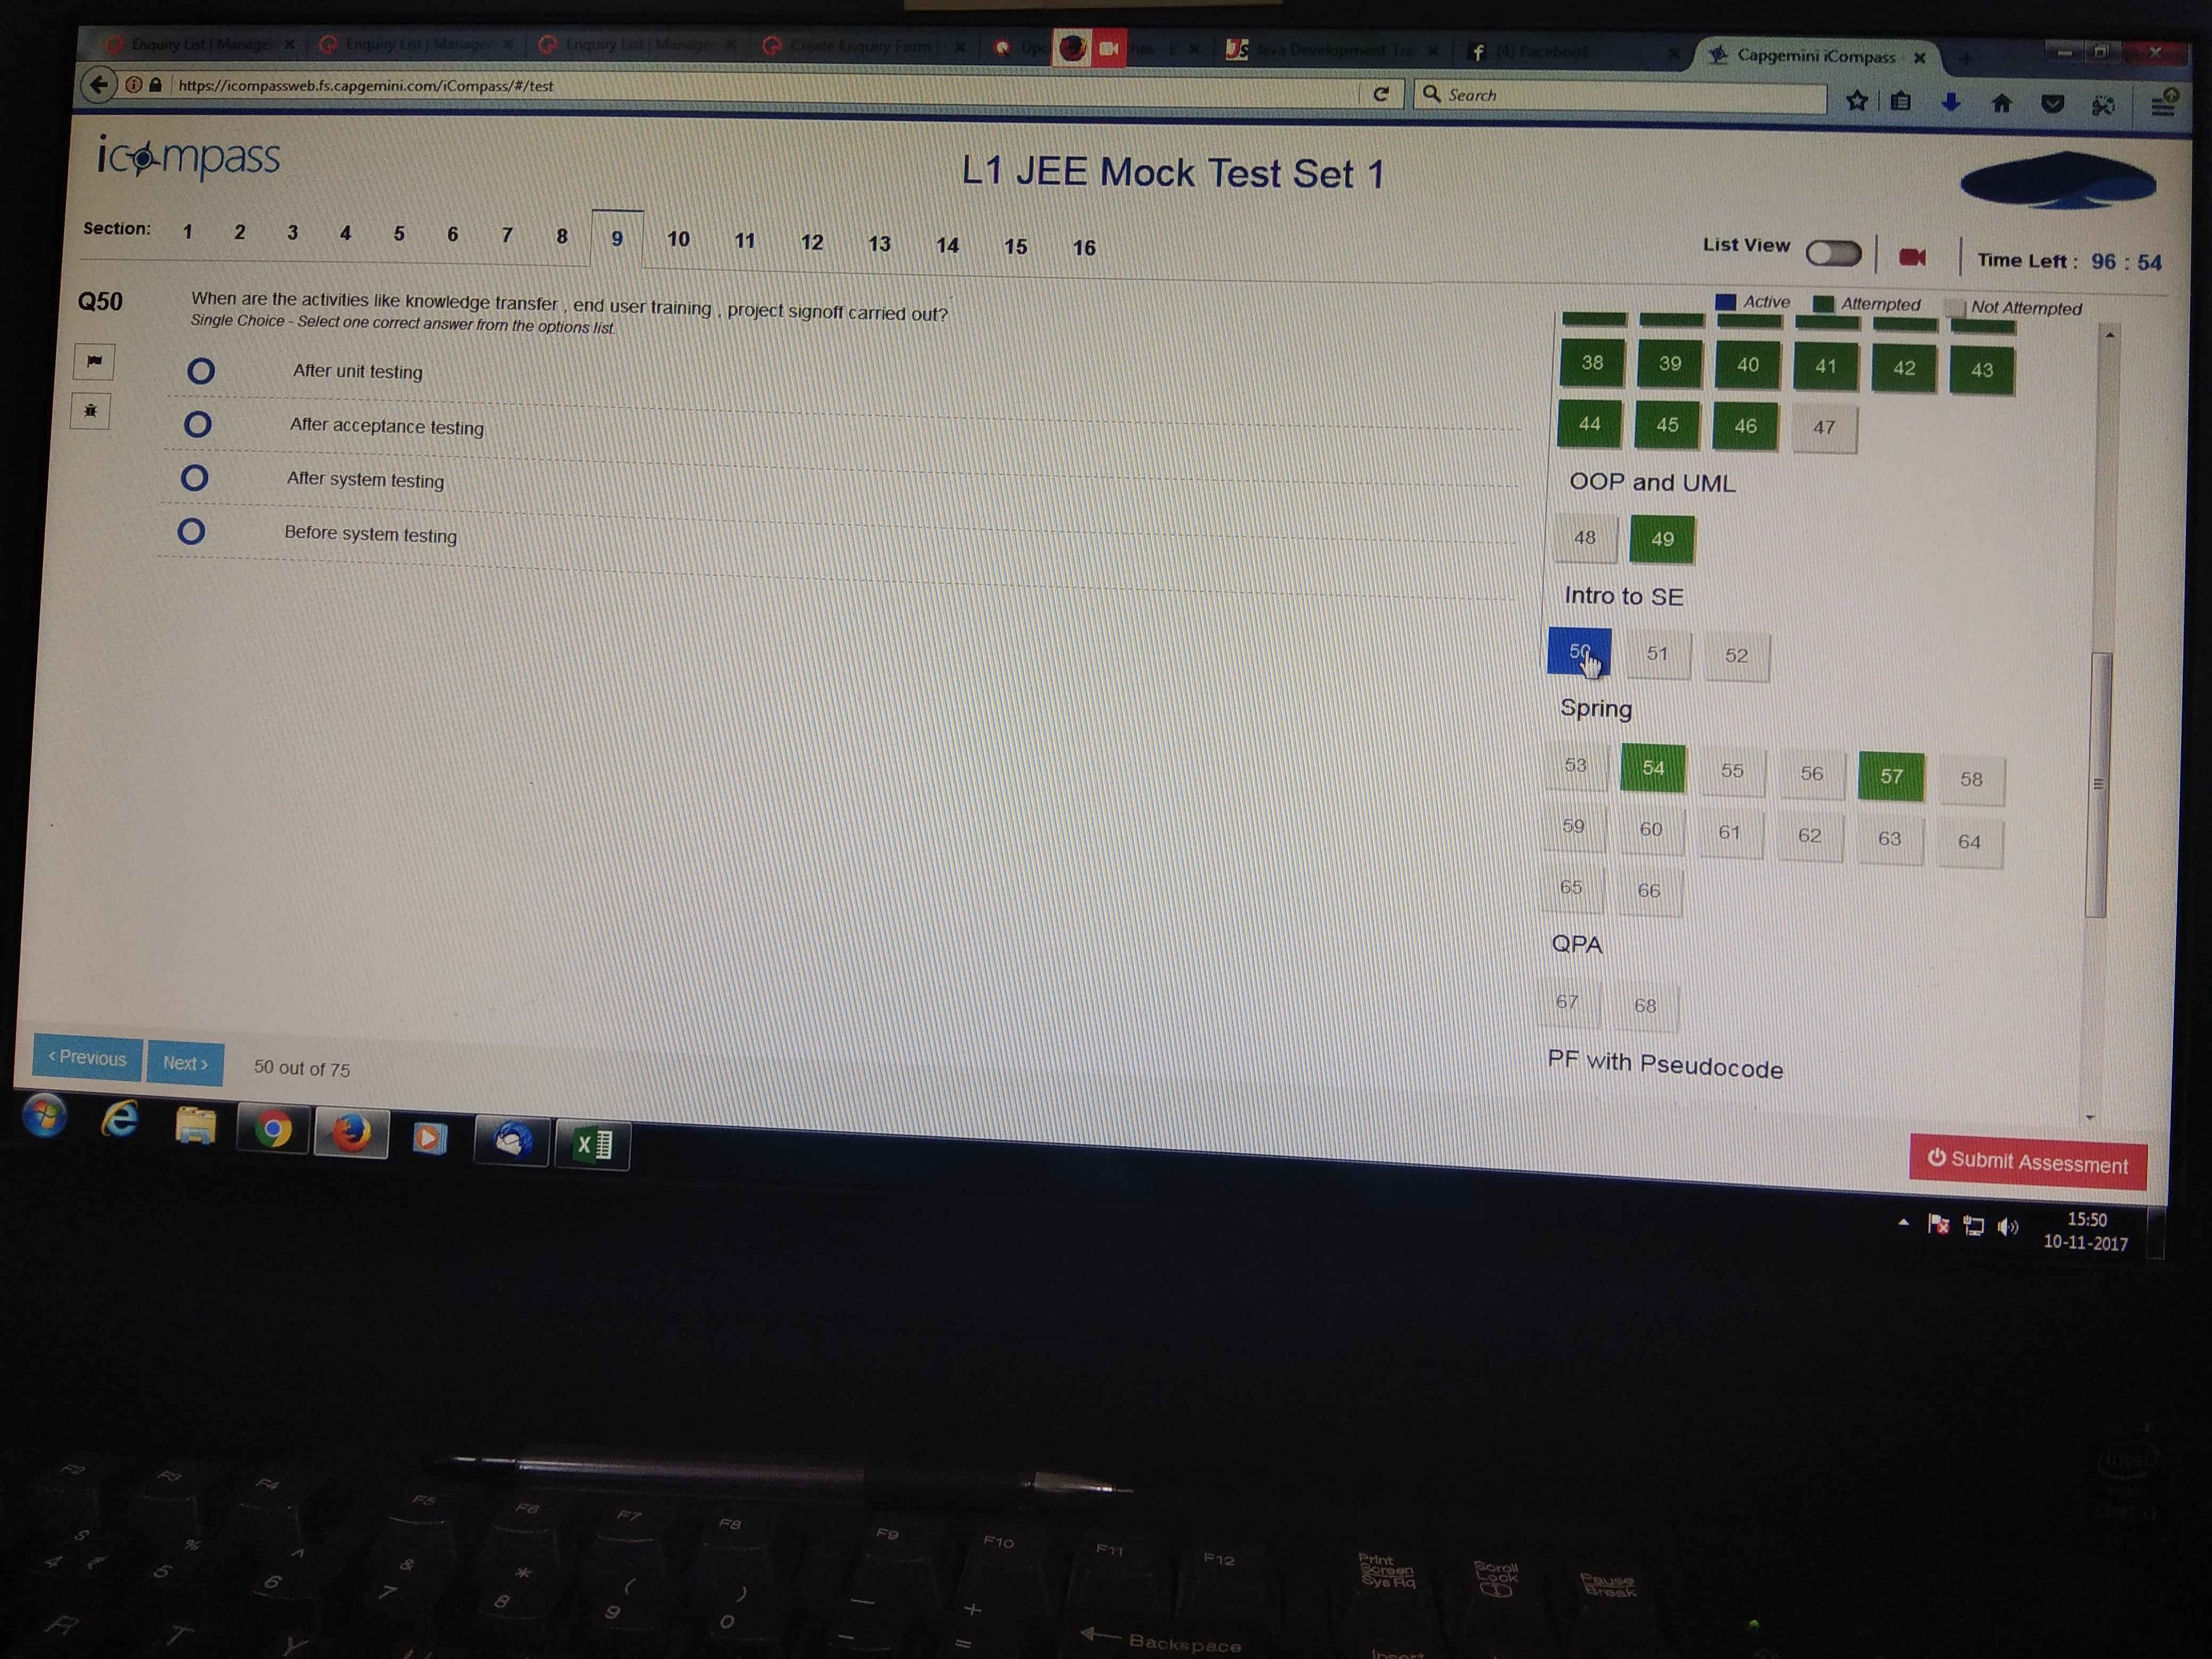 Enquiry List | Manager
Enquiry List | Manager
Enquiry List | Manager
Create Enquiry Form
Java Development Tra
(4) Facebook
Capgemini iCompass
https://icompassweb.fs.capgemini.com/iCompass/#/test
Search
icompass
L1 JEE Mock Test Set 1
Section: 1 2 3 4 5 6 7 8 9 10 11 12 13 14 15 16
List View
Time Left : 96 : 54
Active Attempted Not Attempted
Q50
When are the activities like knowledge transfer , end user training , project signoff carried out?
Single Choice - Select one correct answer from the options list.
After unit testing
After acceptance testing
After system testing
Before system testing
38 39 40 41 42 43
44 45 46 47
OOP and UML
48 49
Intro to SE
50 51 52
Spring
53 54 55 56 57 58
59 60 61 62 63 64
65 66
QPA
67 68
PF with Pseudocode
< Previous
Next >
50 out of 75
Submit Assessment
15:50
10-11-2017
intel
F2 F3 F4 F5 F6 F7 F8 F9 F10 F11 F12
Print
Screen
Sys Rq
Scroll
Lock
Pause
Break
$ % ^ & * ( ) — +
4 5 6 7 8 9 0 – =
Backspace
R T Y